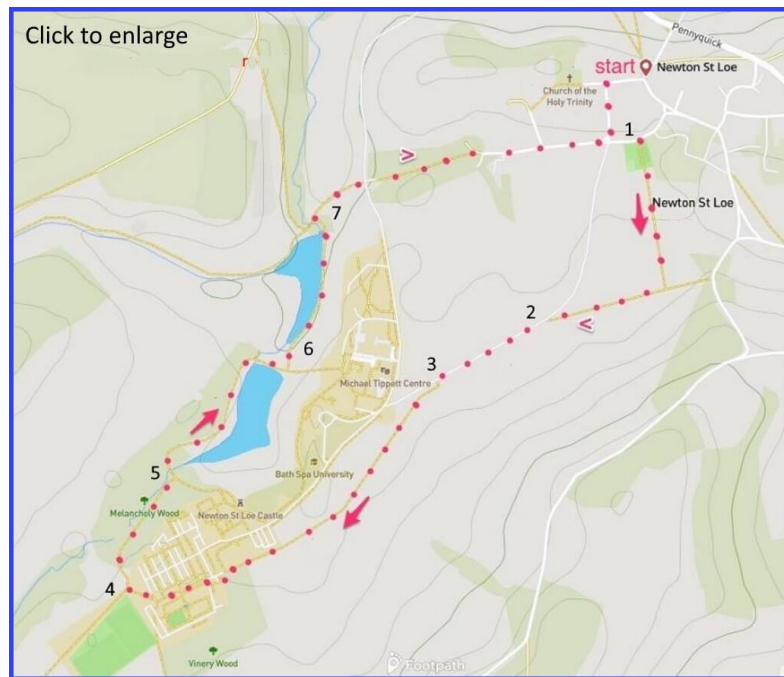 Click to enlarge
r
Pennyquick
start
Newton St Loe
Church of the
Holy Trinity
1
>
7
Newton St Loe
2
<
6
3
Michael Tippett Centre
5
Bath Spa University
Melancholy Wood
Newton St Loe Castle
4
Vinery Wood
Footpath